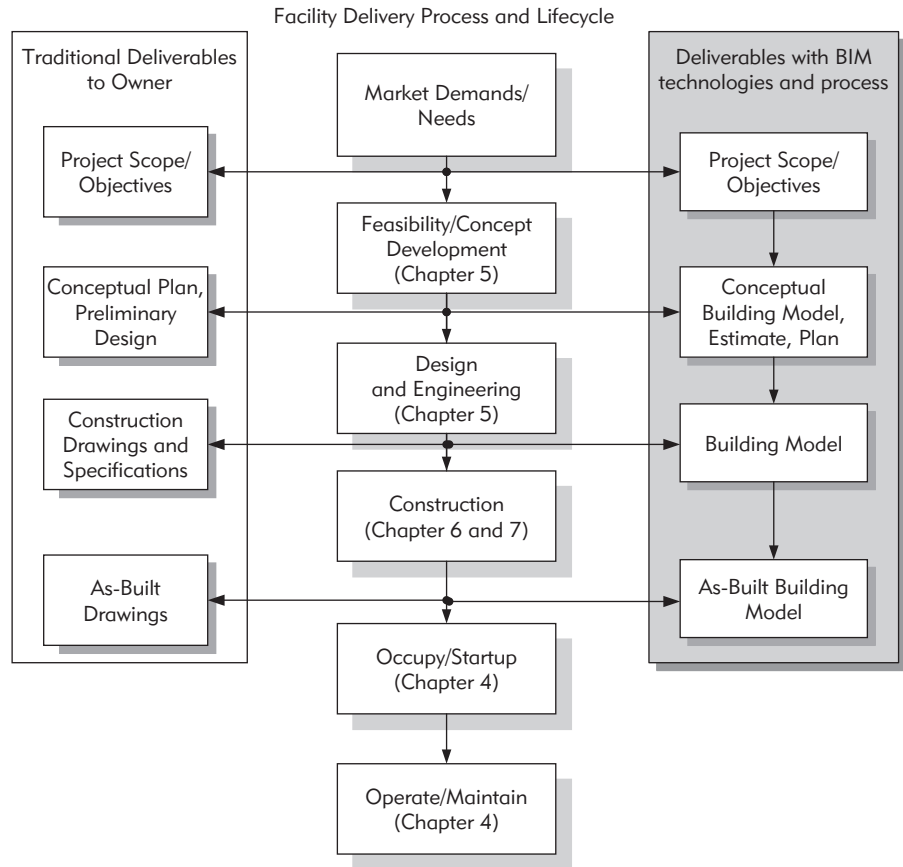 Facility Delivery Process and Lifecycle
Traditional Deliverables
to Owner
Project Scope/
Objectives
Conceptual Plan,
Preliminary
Design
Construction
Drawings and
Specifications
As-Built
Drawings
Market Demands/
Needs
Feasibility/Concept
Development
(Chapter 5)
Design
and Engineering
(Chapter 5)
Construction
(Chapter 6 and 7)
Occupy/Startup
(Chapter 4)
Operate/Maintain
(Chapter 4)
Deliverables with BIM
technologies and process
Project Scope/
Objectives
Conceptual
Building Model,
Estimate, Plan
Building Model
As-Built Building
Model